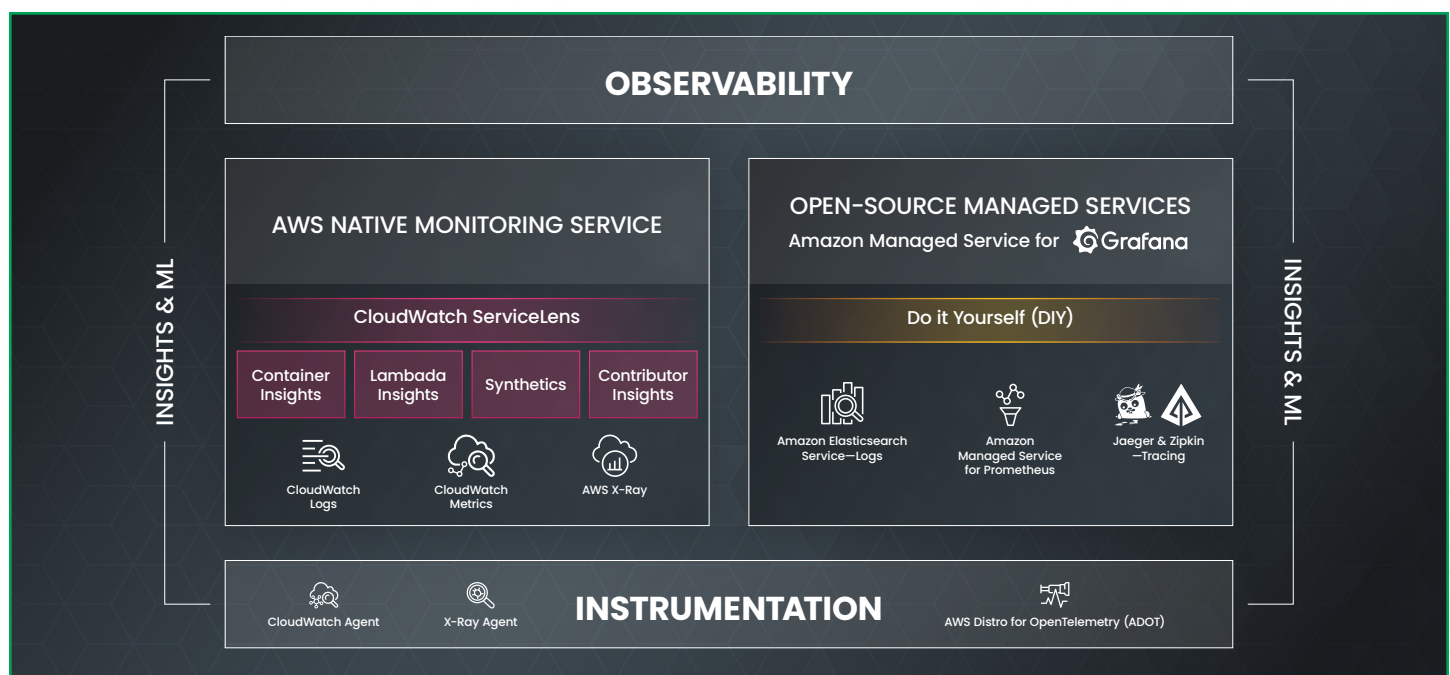 OBSERVABILITY
INSIGHTS & ML
AWS NATIVE MONITORING SERVICE
CloudWatch ServiceLens
Container
Insights
Lambada
Insights
Synthetics
Contributor
Insights
CloudWatch
Logs
CloudWatch
Metrics
AWS X-Ray
OPEN-SOURCE MANAGED SERVICES
Amazon Managed Service for Grafana
Do it Yourself (DIY)
Amazon Elasticsearch
Service—Logs
Amazon
Managed Service
for Prometheus
Jaeger & Zipkin
—Tracing
INSIGHTS & ML
CloudWatch Agent
X-Ray Agent
INSTRUMENTATION
AWS Distro for OpenTelemetry (ADOT)